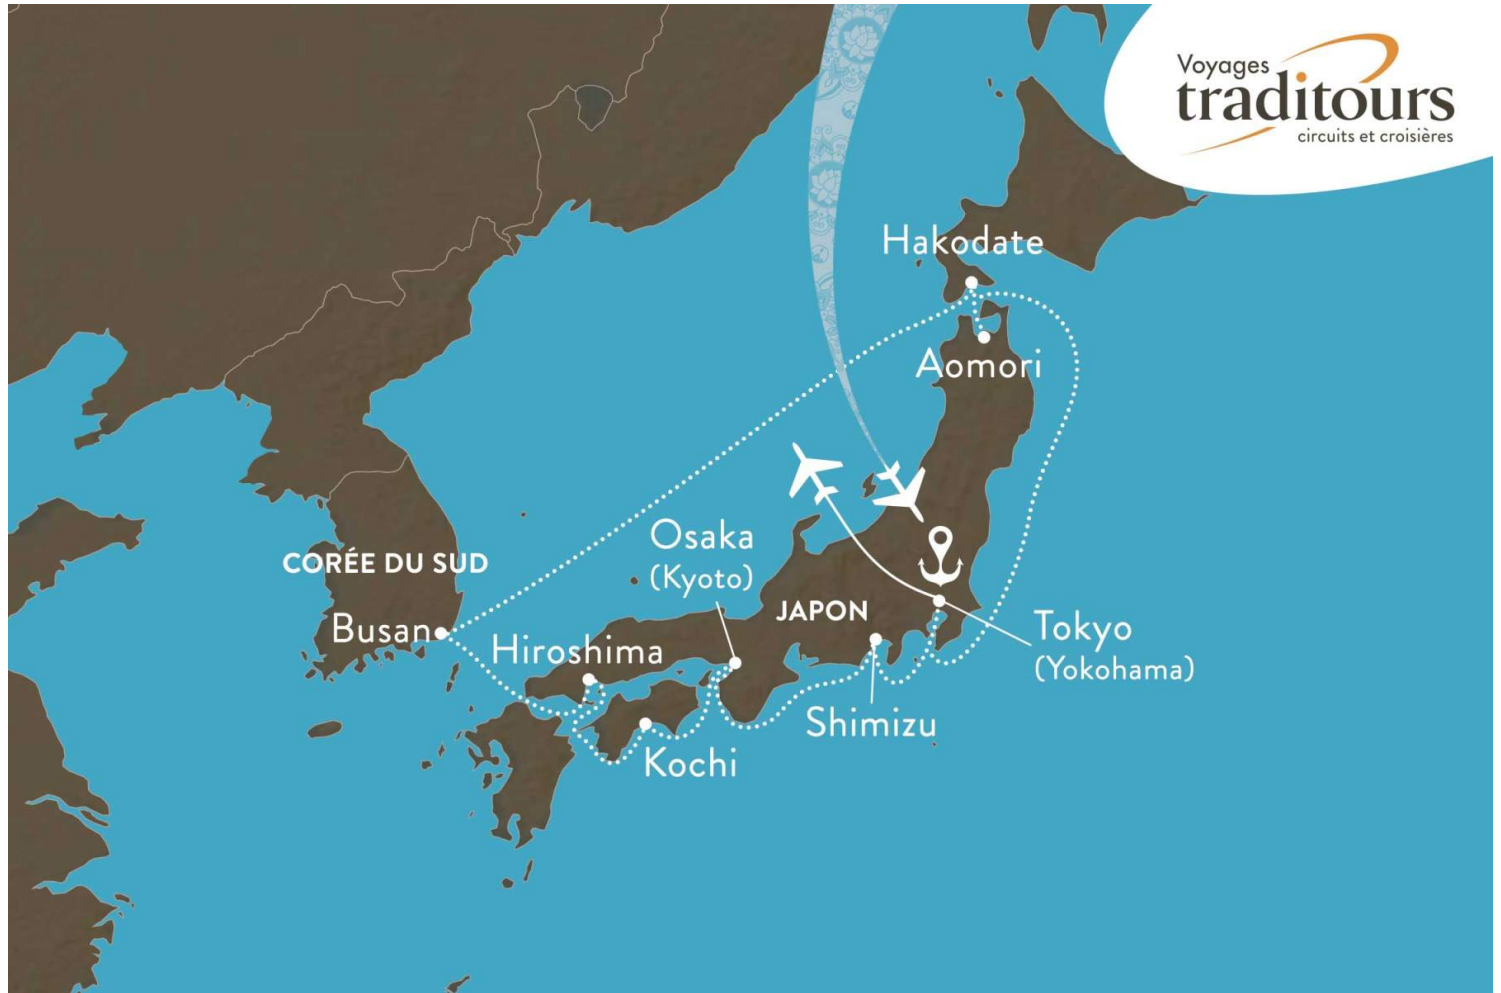 Voyages
traditours
circuits et croisières
Hakodate
Aomori
Osaka
(Kyoto)
CORÉE DU SUD
JAPON
Busan
Hiroshima
Tokyo
(Yokohama)
Shimizu
Kochi